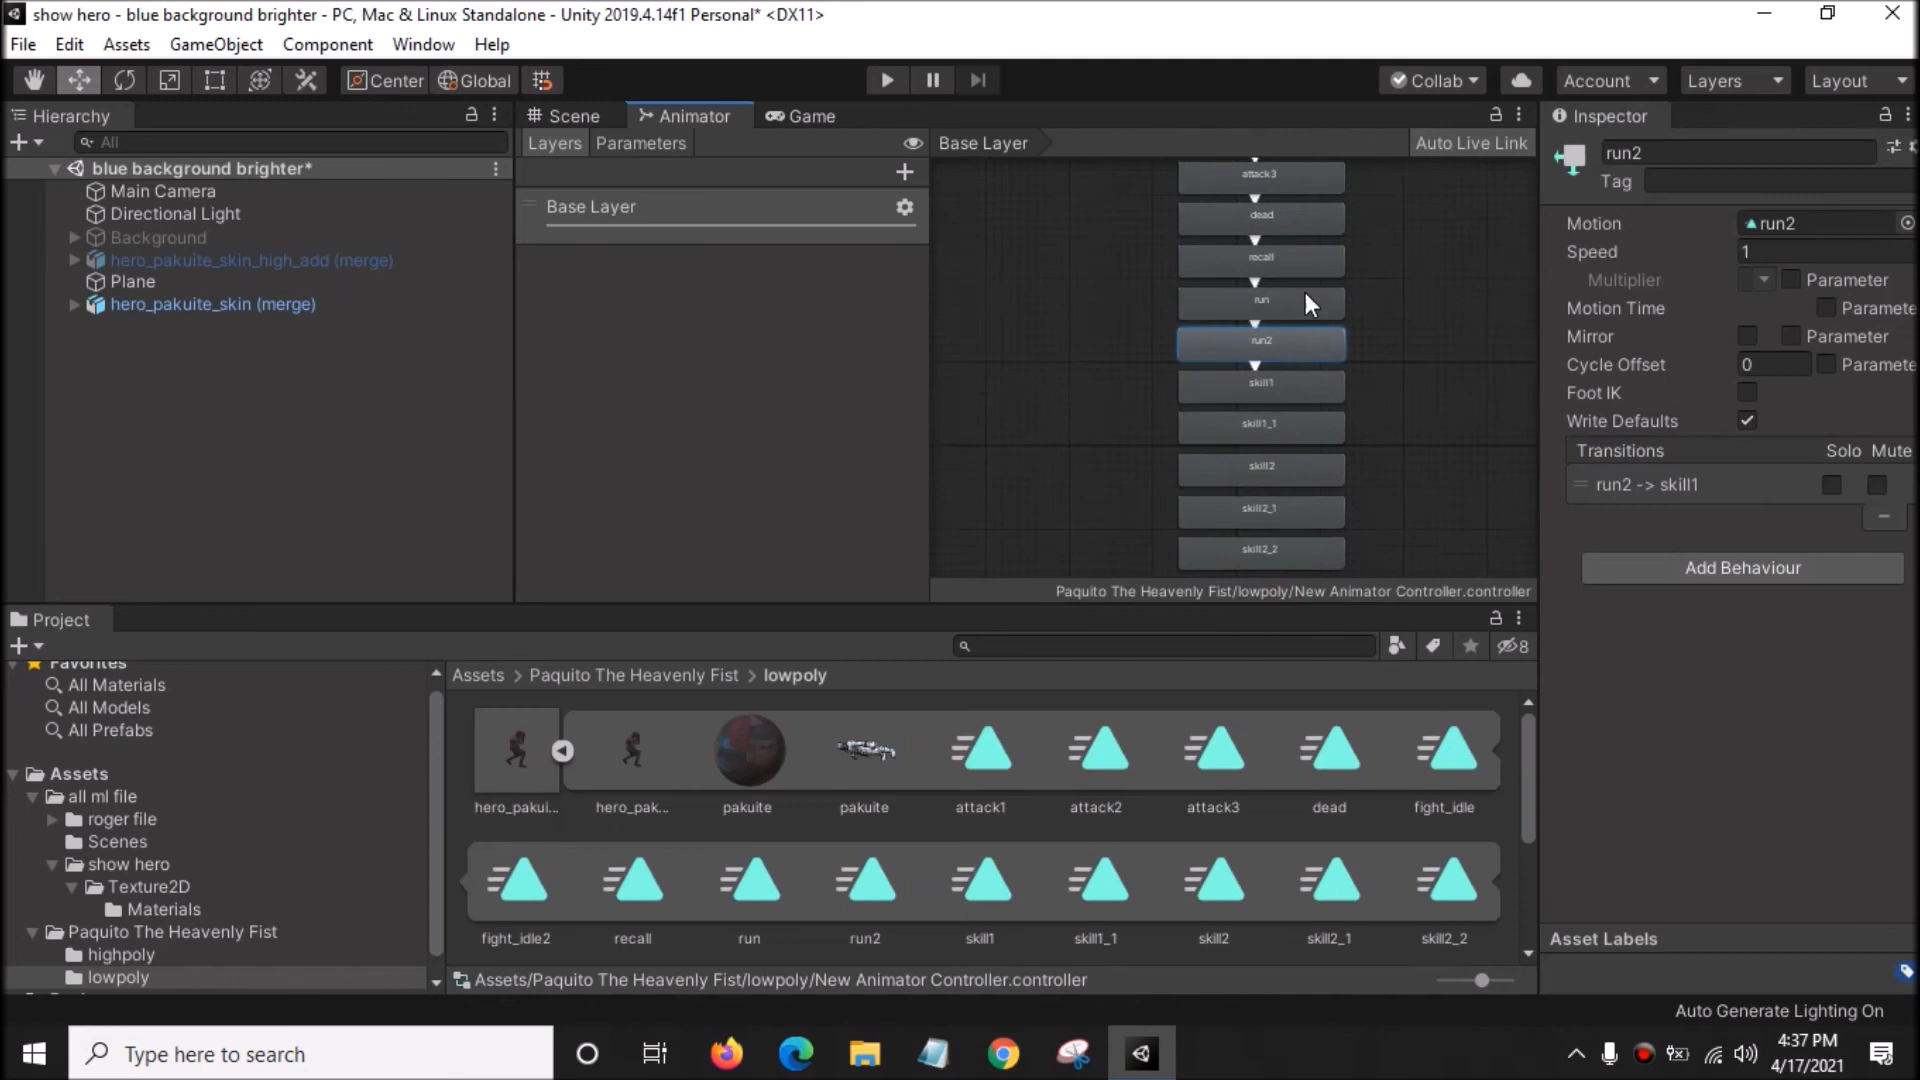 show hero - blue background brighter - PC, Mac & Linux Standalone - Unity 2019.4.14f1 Personal* <DX11>
File Edit Assets GameObject Component Window Help
Center Global Collab Account Layers Layout
Hierarchy
All
blue background brighter*
Main Camera
Directional Light
Background
hero_pakuite_skin_high_add (merge)
Plane
hero_pakuite_skin (merge)
Scene Animator Game
Layers Parameters
Base Layer
Base Layer
Auto Live Link
attack3
dead
recall
run
run2
skill1
skill1_1
skill2
skill2_1
skill2_2
Paquito The Heavenly Fist/lowpoly/New Animator Controller.controller
Inspector
run2
Tag
Motion run2
Speed 1
Multiplier Parameter
Motion Time Paramete
Mirror Parameter
Cycle Offset 0 Paramete
Foot IK
Write Defaults
Transitions Solo Mute
run2 -> skill1
Add Behaviour
Asset Labels
Project
8
Favorites
All Materials
All Models
All Prefabs
Assets
all ml file
roger file
Scenes
show hero
Texture2D
Materials
Paquito The Heavenly Fist
highpoly
lowpoly
Assets > Paquito The Heavenly Fist > lowpoly
hero_pakui... hero_pak... pakuite pakuite attack1 attack2 attack3 dead fight_idle
fight_idle2 recall run run2 skill1 skill1_1 skill2 skill2_1 skill2_2
Assets/Paquito The Heavenly Fist/lowpoly/New Animator Controller.controller
Auto Generate Lighting On
Type here to search
4:37 PM
4/17/2021